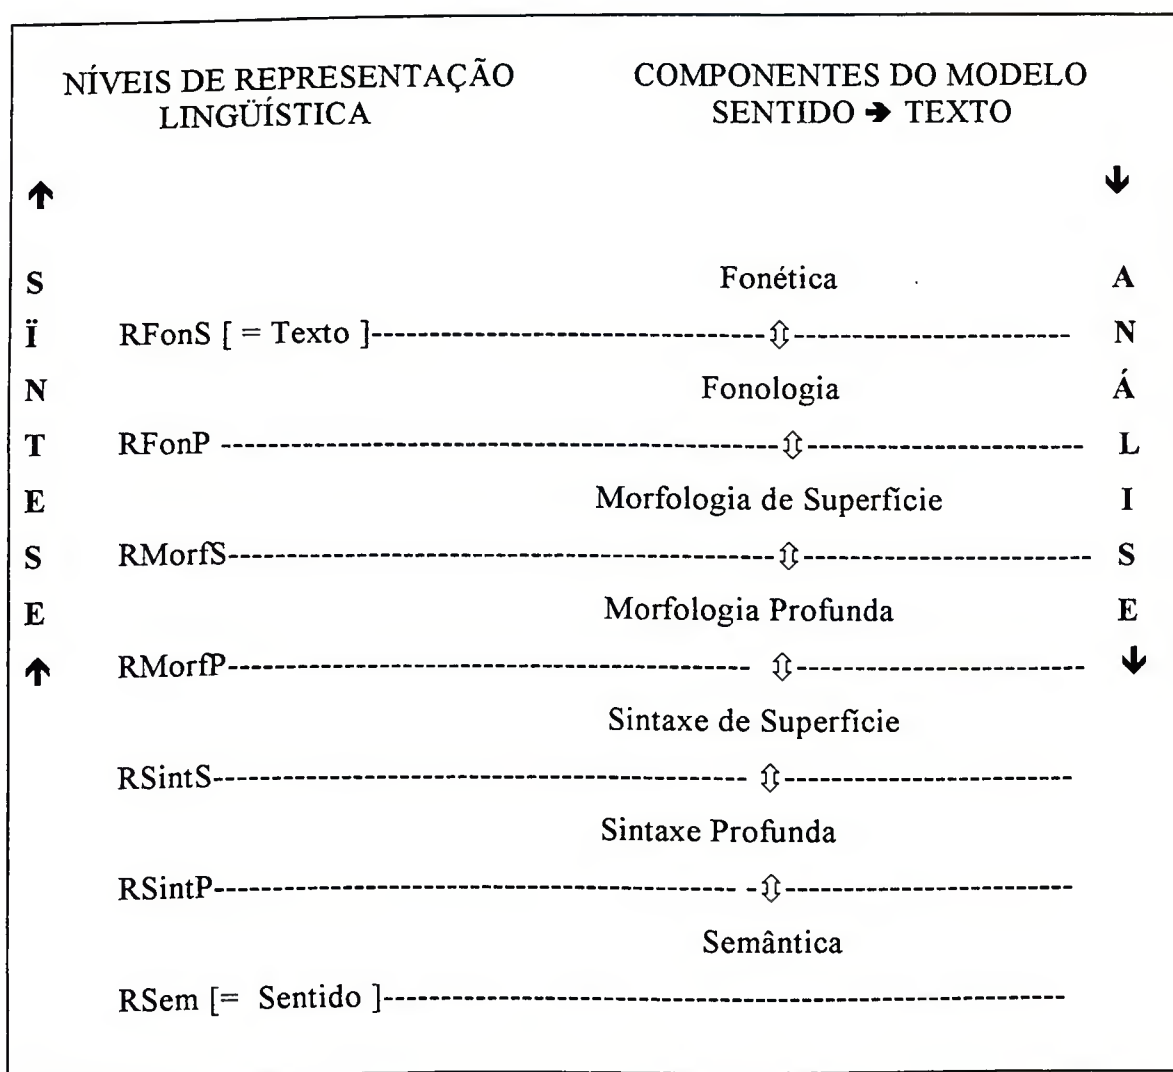 NÍVEIS DE REPRESENTAÇÃO LINGÜÍSTICA
COMPONENTES DO MODELO SENTIDO ➔ TEXTO
↑ ↓
S Fonética A
Ï RFonS [ = Texto ]--------⇕-------- N
N Fonologia Á
T RFonP --------⇕-------- L
E Morfologia de Superfície I
S RMorfS--------⇕-------- S
E Morfologia Profunda E
↑ RMorfP-------- ⇕-------- ↓
Sintaxe de Superfície
RSintS-------- ⇕--------
Sintaxe Profunda
RSintP-------- -⇕--------
Semântica
RSem [= Sentido ]--------